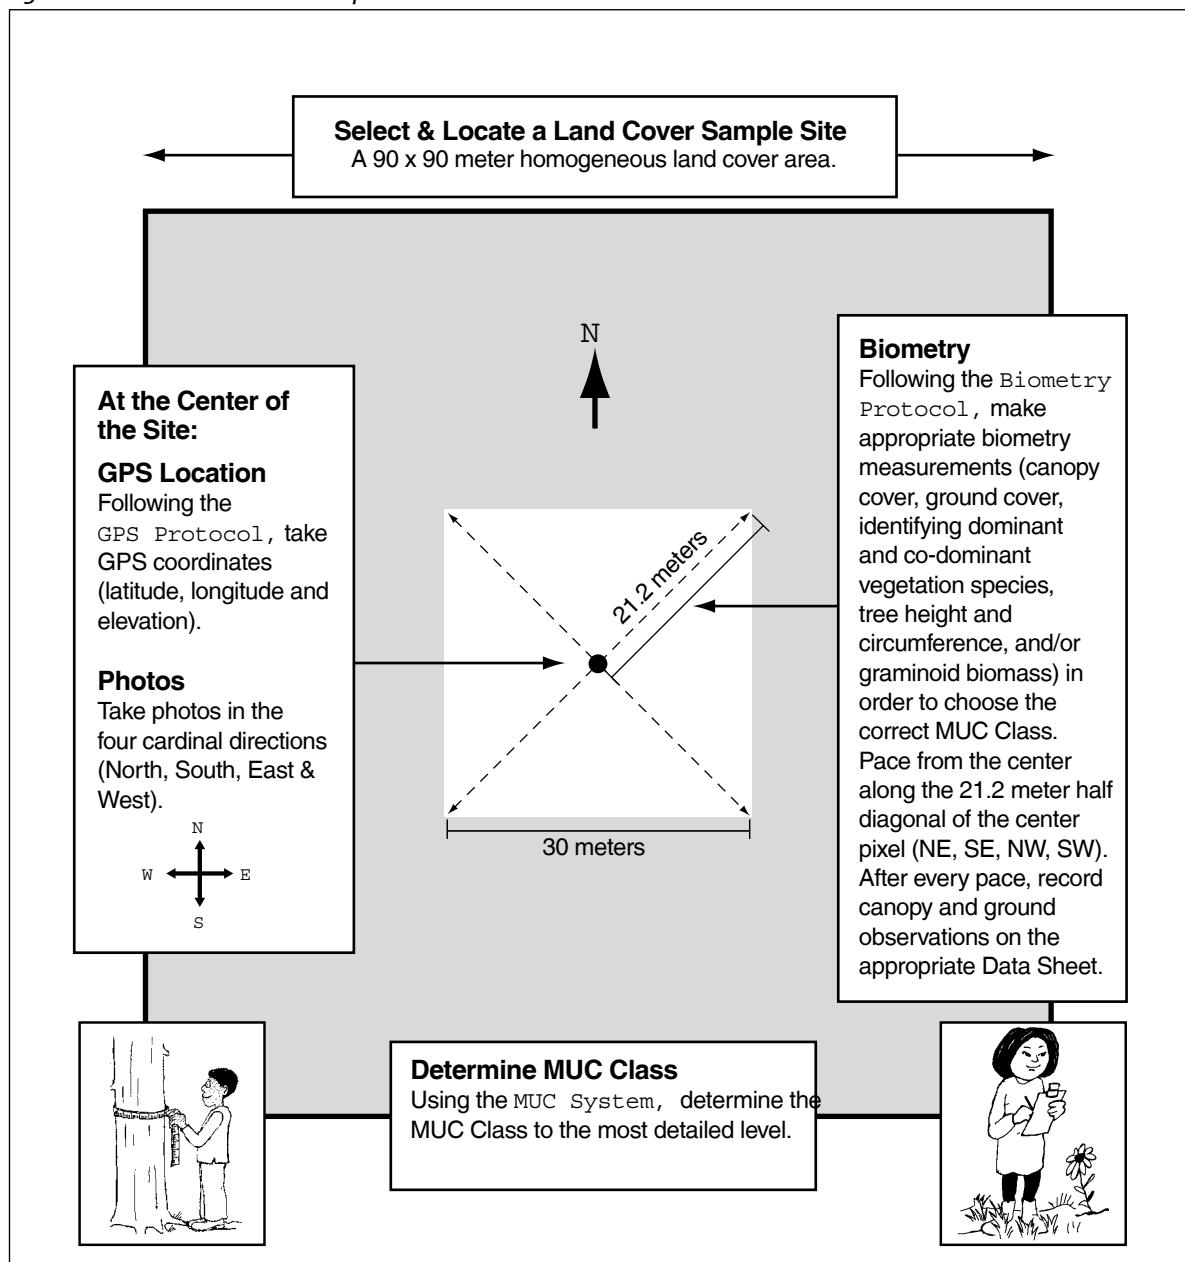 Select & Locate a Land Cover Sample Site
A 90 x 90 meter homogeneous land cover area.
N
At the Center of
the Site:
GPS Location
Following the
GPS Protocol, take
GPS coordinates
(latitude, longitude and
elevation).
Photos
Take photos in the
four cardinal directions
(North, South, East &
West).
N
W E
S
21.2 meters
30 meters
Biometry
Following the Biometry
Protocol, make
appropriate biometry
measurements (canopy
cover, ground cover,
identifying dominant
and co-dominant
vegetation species,
tree height and
circumference, and/or
graminoid biomass) in
order to choose the
correct MUC Class.
Pace from the center
along the 21.2 meter half
diagonal of the center
pixel (NE, SE, NW, SW).
After every pace, record
canopy and ground
observations on the
appropriate Data Sheet.
Determine MUC Class
Using the MUC System, determine the
MUC Class to the most detailed level.